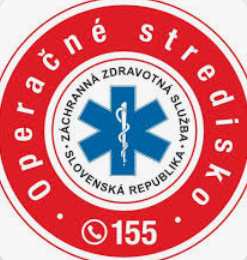 Operačné stredisko
ZÁCHRANNÁ ZDRAVOTNÁ SLUŽBA
SLOVENSKÁ REPUBLIKA
155